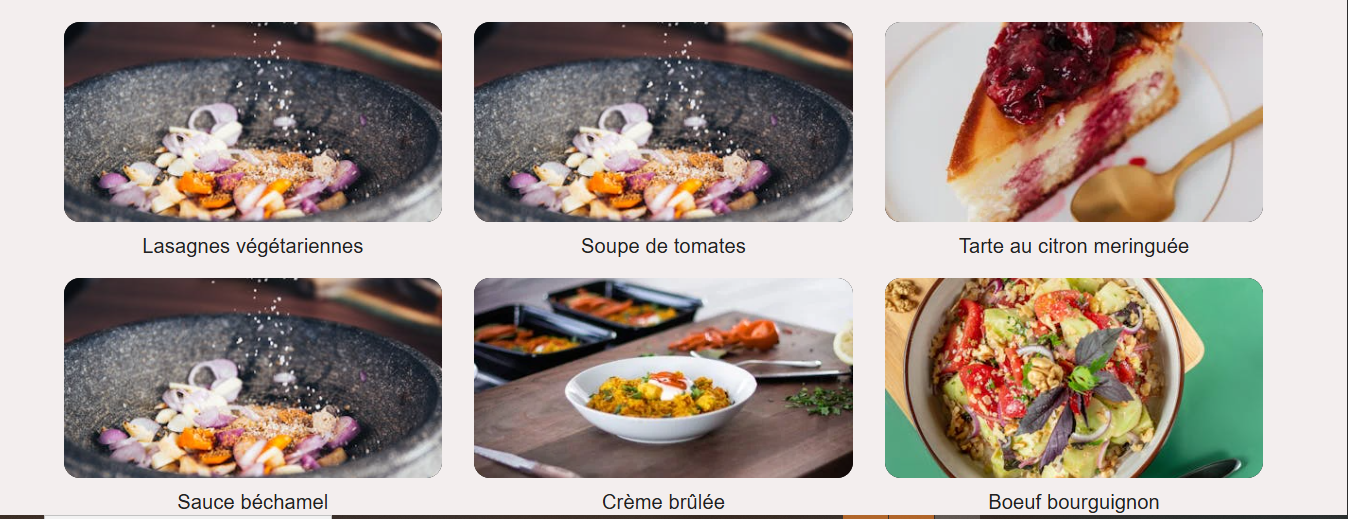 Lasagnes végétariennes
Soupe de tomates
Tarte au citron meringuée
Sauce béchamel
Crème brûlée
Boeuf bourguignon